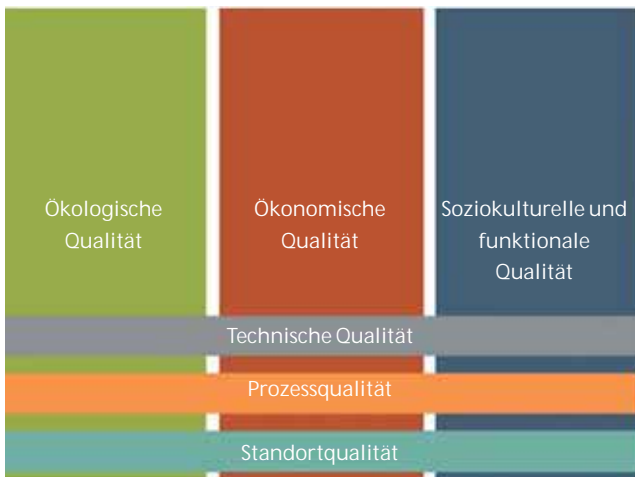 Ökologische
Qualität
Ökonomische
Qualität
Soziokulturelle und
funktionale
Qualität
Technische Qualität
Prozessqualität
Standortqualität